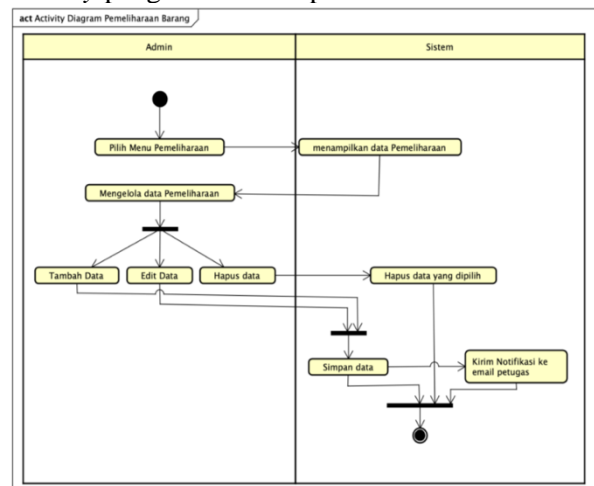 act Activity Diagram Pemeliharaan Barang
Admin
Sistem
Pilih Menu Pemeliharaan
menampilkan data Pemeliharaan
Mengelola data Pemeliharaan
Tambah Data
Edit Data
Hapus data
Hapus data yang dipilih
Simpan data
Kirim Notifikasi ke
email petugas